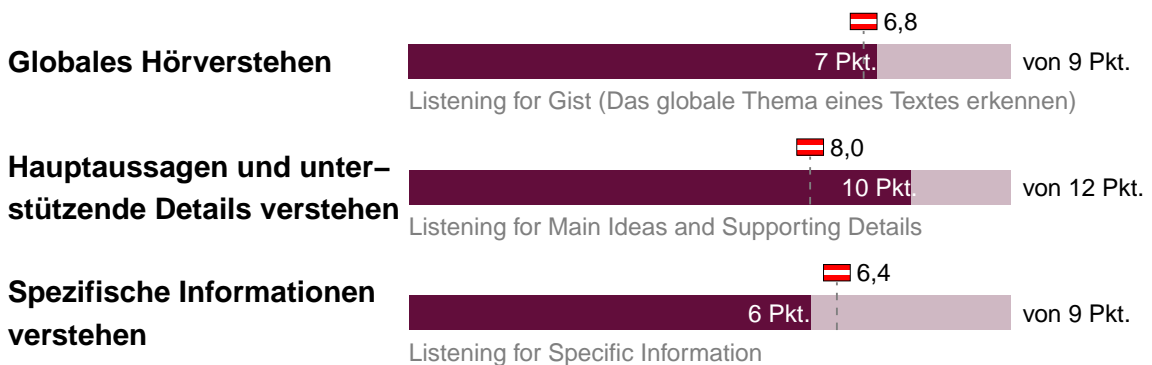 6,8
Globales Hörverstehen
7 Pkt.
von 9 Pkt.
Listening for Gist (Das globale Thema eines Textes erkennen)
8,0
Hauptaussagen und unter–
stützende Details verstehen
10 Pkt.
von 12 Pkt.
Listening for Main Ideas and Supporting Details
6,4
Spezifische Informationen
verstehen
6 Pkt.
von 9 Pkt.
Listening for Specific Information